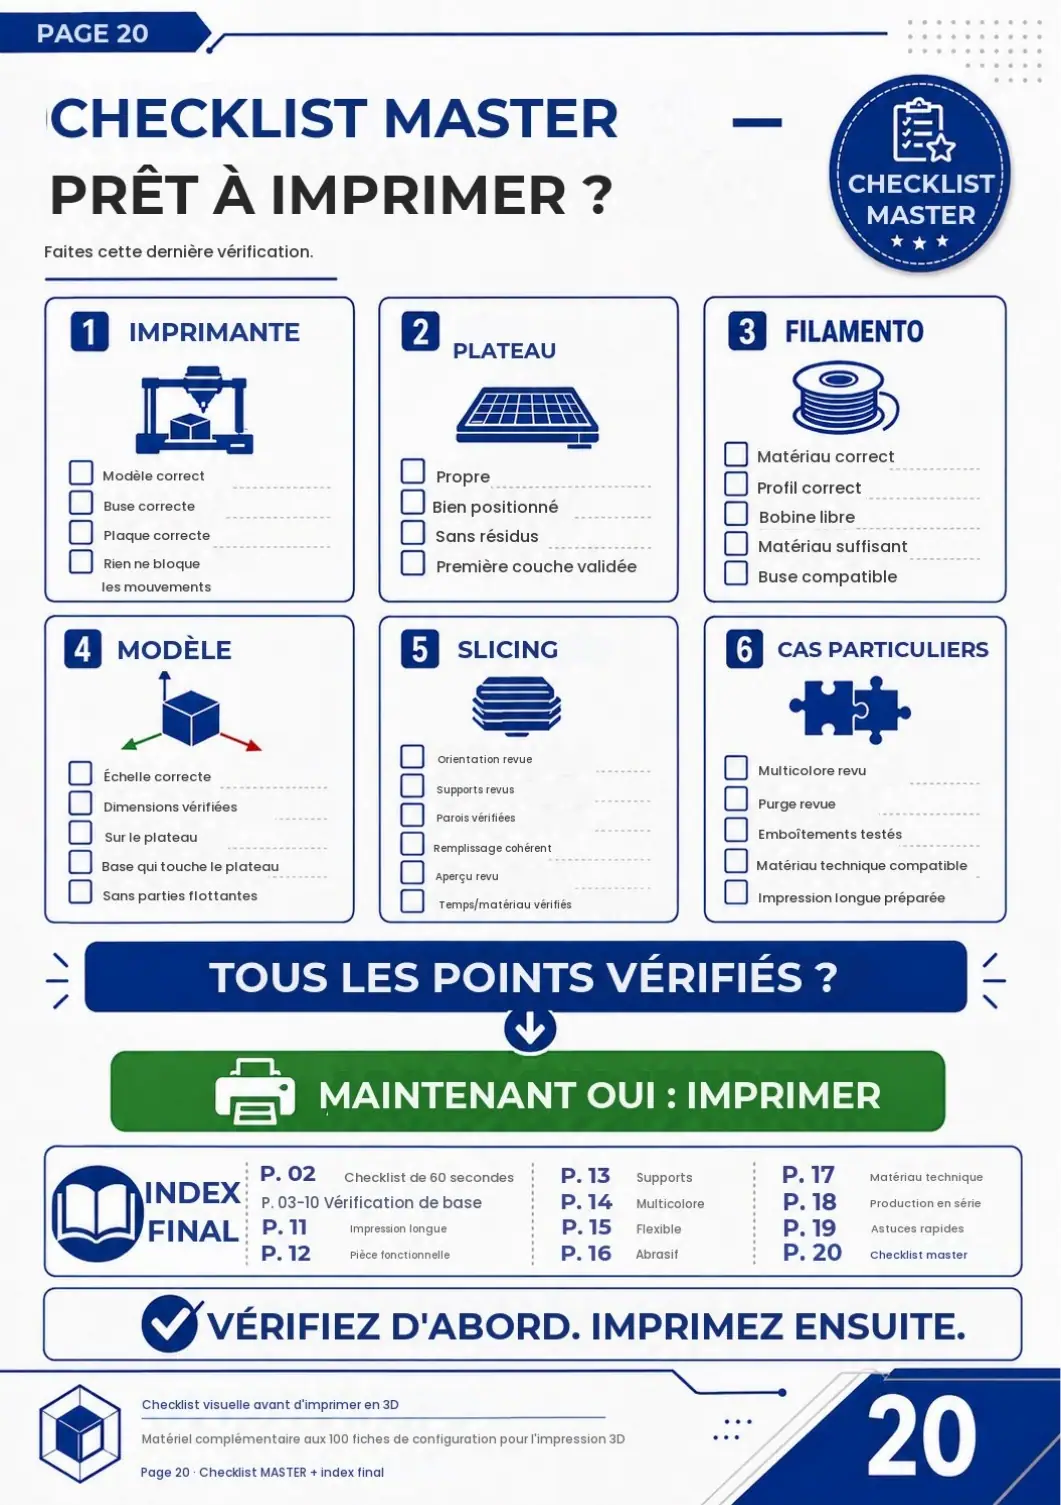 PAGE 20
CHECKLIST MASTER —
PRÊT À IMPRIMER ?
Faites cette dernière vérification.
CHECKLIST
MASTER
1 IMPRIMANTE
Modèle correct
Buse correcte
Plaque correcte
Rien ne bloque
les mouvements
2 PLATEAU
Propre
Bien positionné
Sans résidus
Première couche validée
3 FILAMENTO
Matériau correct
Profil correct
Bobine libre
Matériau suffisant
Buse compatible
4 MODÈLE
Échelle correcte
Dimensions vérifiées
Sur le plateau
Base qui touche le plateau
Sans parties flottantes
5 SLICING
Orientation revue
Supports revus
Parois vérifiées
Remplissage cohérent
Aperçu revu
Temps/matériau vérifiés
6 CAS PARTICULIERS
Multicolore revu
Purge revue
Emboîtements testés
Matériau technique compatible
Impression longue préparée
TOUS LES POINTS VÉRIFIÉS ?
MAINTENANT OUI : IMPRIMER
INDEX
FINAL
P. 02 Checklist de 60 secondes
P. 03-10 Vérification de base
P. 11 Impression longue
P. 12 Pièce fonctionnelle
P. 13 Supports
P. 14 Multicolore
P. 15 Flexible
P. 16 Abrasif
P. 17 Matériau technique
P. 18 Production en série
P. 19 Astuces rapides
P. 20 Checklist master
VÉRIFIEZ D'ABORD. IMPRIMEZ ENSUITE.
Checklist visuelle avant d'imprimer en 3D
Matériel complémentaire aux 100 fiches de configuration pour l'impression 3D
Page 20 · Checklist MASTER + index final
20